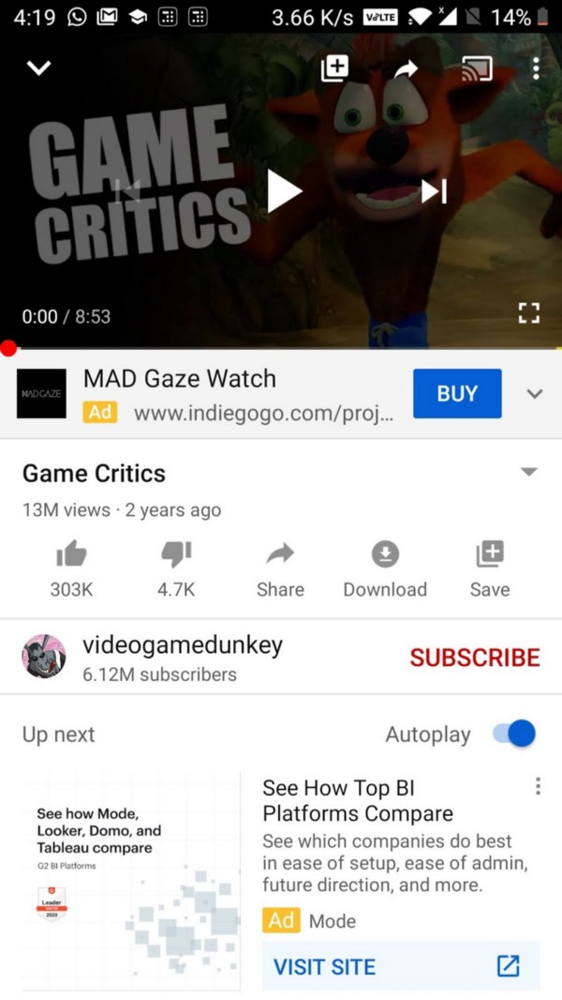 4:19
3.66 K/s VoLTE x 14%
GAME
CRITICS
0:00 / 8:53
MADGAZE
MAD Gaze Watch
Ad www.indiegogo.com/proj...
BUY
Game Critics
13M views · 2 years ago
303K 4.7K Share Download Save
videogamedunkey
6.12M subscribers
SUBSCRIBE
Up next Autoplay
See how Mode,
Looker, Domo, and
Tableau compare
G2 BI Platforms
Leader
2020
See How Top BI
Platforms Compare
See which companies do best
in ease of setup, ease of admin,
future direction, and more.
Ad Mode
VISIT SITE